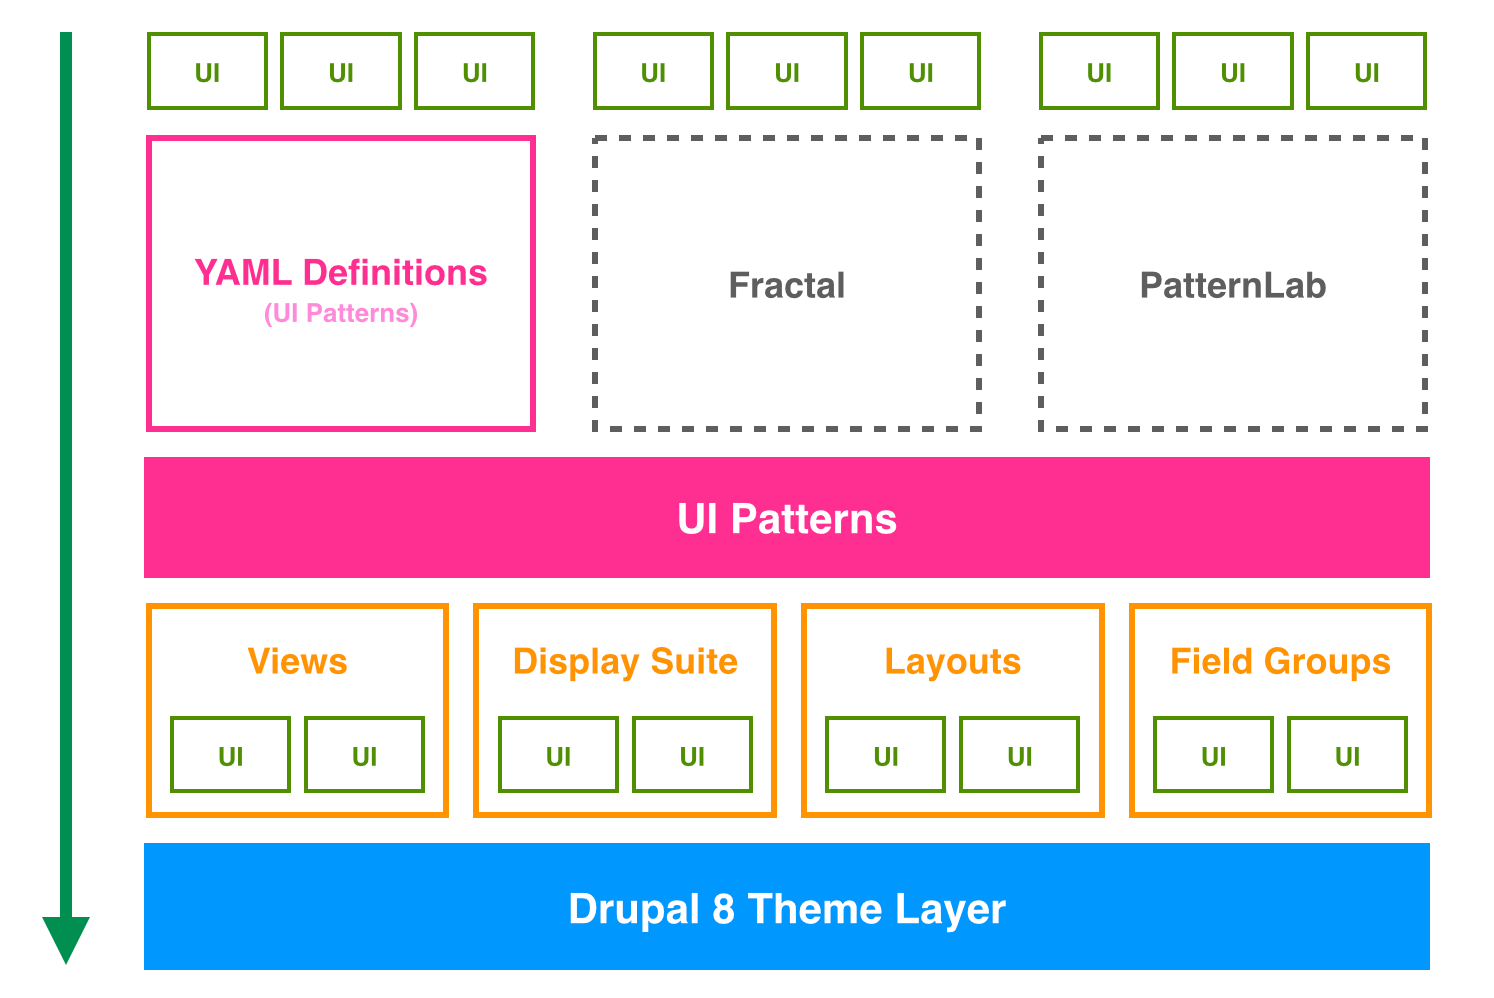 UI UI UI UI UI UI UI UI UI
YAML Definitions
(UI Patterns)
Fractal
PatternLab
UI Patterns
Views Display Suite Layouts Field Groups
UI UI UI UI UI UI UI UI
Drupal 8 Theme Layer